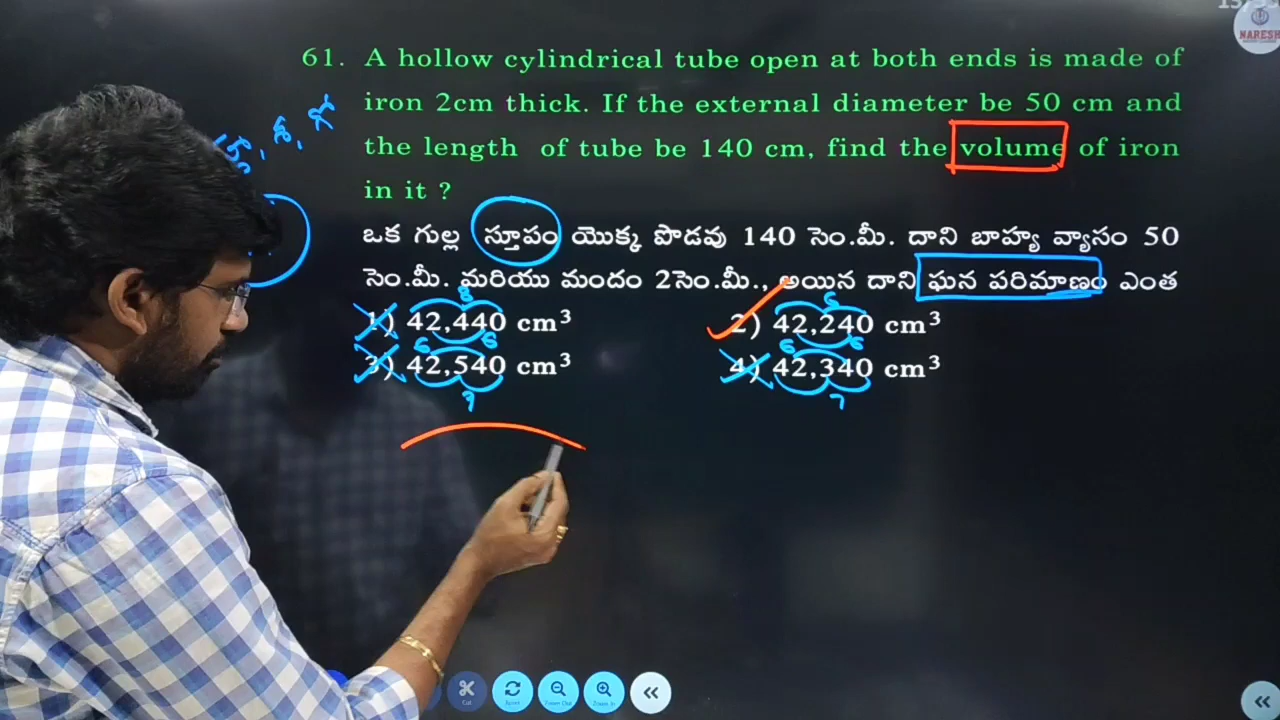 NARESH
61. A hollow cylindrical tube open at both ends is made of
iron 2cm thick. If the external diameter be 50 cm and
the length of tube be 140 cm, find the volume of iron
in it ?
ఒక గుల్ల స్తూపం యొక్క పొడవు 140 సెం.మీ. దాని బాహ్య వ్యాసం 50
సెం.మీ. మరియు మందం 2సెం.మీ., అయిన దాని ఘన పరిమాణం ఎంత
1) 42,440 cm³ 2) 42,240 cm³
3) 42,540 cm³ 4) 42,340 cm³
Cut
Zoom In